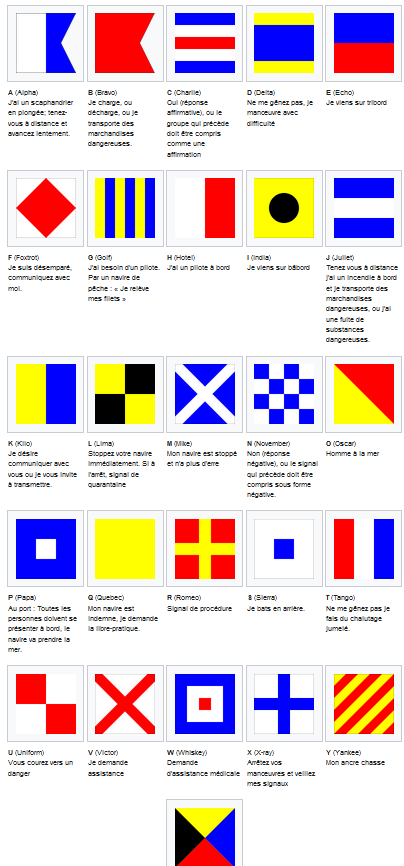 A (Alpha)
J'ai un scaphandrier
en plongée; tenez-
vous à distance et
avancez lentement.
B (Bravo)
Je charge, ou
décharge, ou je
transporte des
marchandises
dangereuses.
C (Charlie)
Oui (réponse
affirmative), ou le
groupe qui précède
doit être compris
comme une
affirmation
D (Delta)
Ne me gênez pas, je
manœuvre avec
difficulté
E (Echo)
Je viens sur tribord
F (Foxtrot)
Je suis désemparé,
communiquez avec
moi.
G (Golf)
J'ai besoin d'un pilote.
Par un navire de
pêche : « Je relève
mes filets »
H (Hotel)
J'ai un pilote à bord
I (India)
Je viens sur bâbord
J (Juliet)
Tenez vous à distance
j'ai un incendie à bord
et je transporte des
marchandises
dangereuses, ou j'ai
une fuite de
substances
dangereuses.
K (Kilo)
Je désire
communiquer avec
vous ou je vous invite
à transmettre.
L (Lima)
Stoppez votre navire
immédiatement. Si à
l'arrêt, signal de
quarantaine
M (Mike)
Mon navire est stoppé
et n'a plus d'erre
N (November)
Non (réponse
négative), ou le signal
qui précède doit être
compris sous forme
négative.
O (Oscar)
Homme à la mer
P (Papa)
Au port : Toutes les
personnes doivent se
présenter à bord, le
navire va prendre la
mer.
Q (Quebec)
Mon navire est
indemne, je demande
la libre-pratique.
R (Romeo)
Signal de procédure
S (Sierra)
Je bats en arrière.
T (Tango)
Ne me gênez pas je
fais du chalutage
jumelé.
U (Uniform)
Vous courez vers un
danger
V (Victor)
Je demande
assistance
W (Whiskey)
Demande
d'assistance médicale
X (X-ray)
Arrêtez vos
manœuvres et veillez
mes signaux
Y (Yankee)
Mon ancre chasse